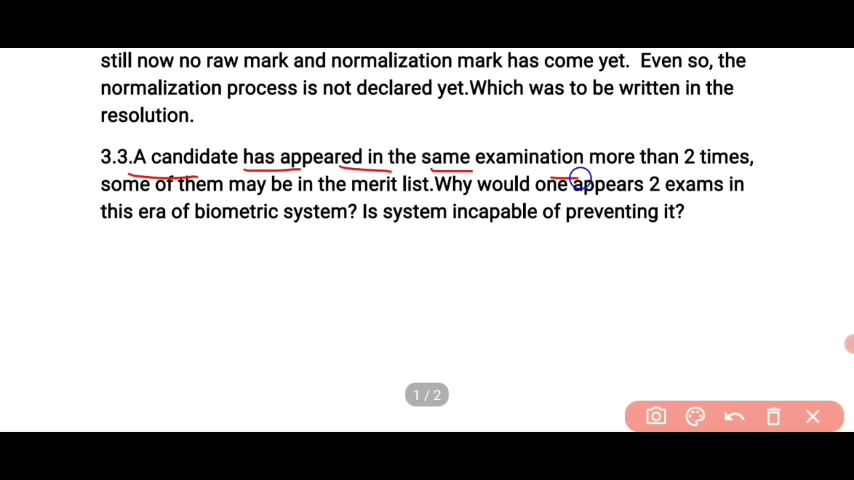 still now no raw mark and normalization mark has come yet. Even so, the
normalization process is not declared yet.Which was to be written in the
resolution.
3.3.A candidate has appeared in the same examination more than 2 times,
some of them may be in the merit list.Why would one appears 2 exams in
this era of biometric system? Is system incapable of preventing it?
1 / 2